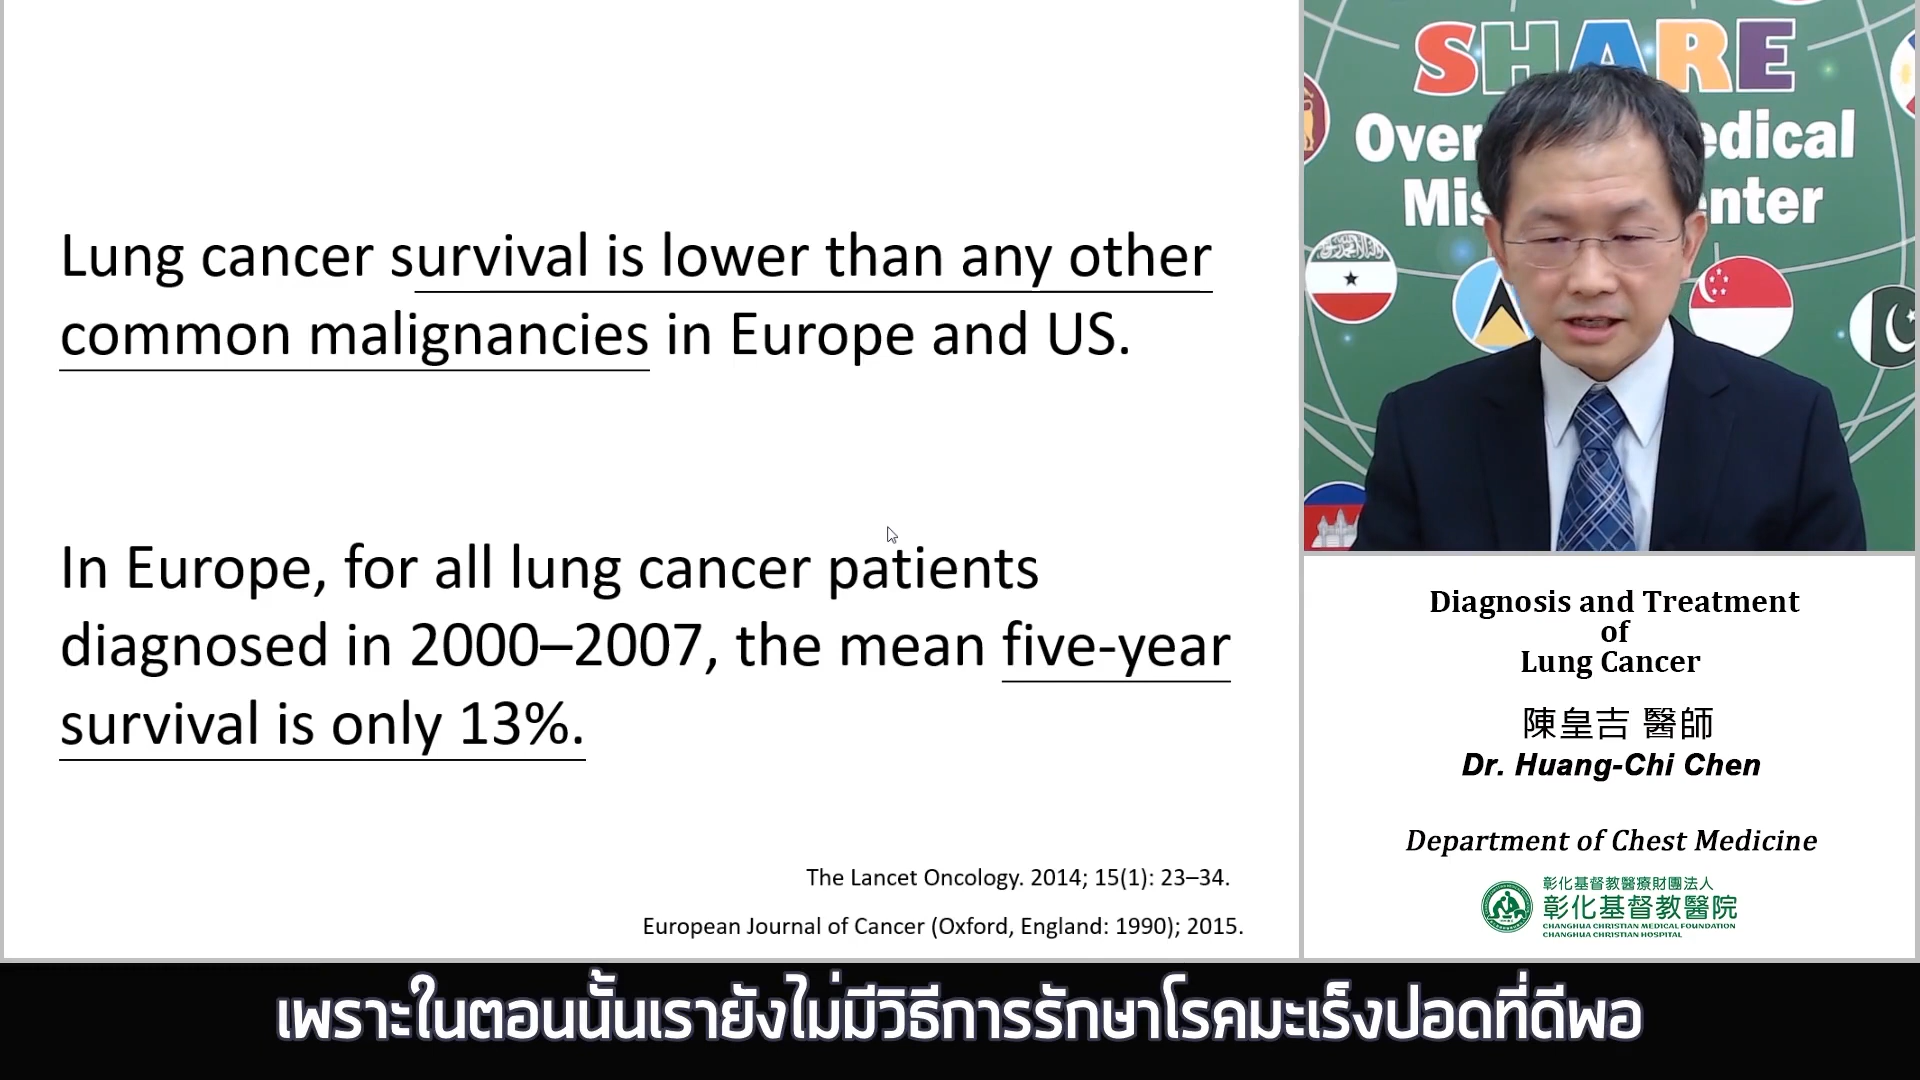 Lung cancer survival is lower than any other
common malignancies in Europe and US.
In Europe, for all lung cancer patients
diagnosed in 2000–2007, the mean five-year
survival is only 13%.
The Lancet Oncology. 2014; 15(1): 23–34.
European Journal of Cancer (Oxford, England: 1990); 2015.
SHARE
Diagnosis and Treatment
of
Lung Cancer
陳皇吉 醫師
Dr. Huang-Chi Chen
Department of Chest Medicine
彰化基督教醫療財團法人
彰化基督教醫院
CHANGHUA CHRISTIAN MEDICAL FOUNDATION
CHANGHUA CHRISTIAN HOSPITAL
เพราะในตอนนั้นเรายังไม่มีวิธีการรักษาโรคมะเร็งปอดที่ดีพอ